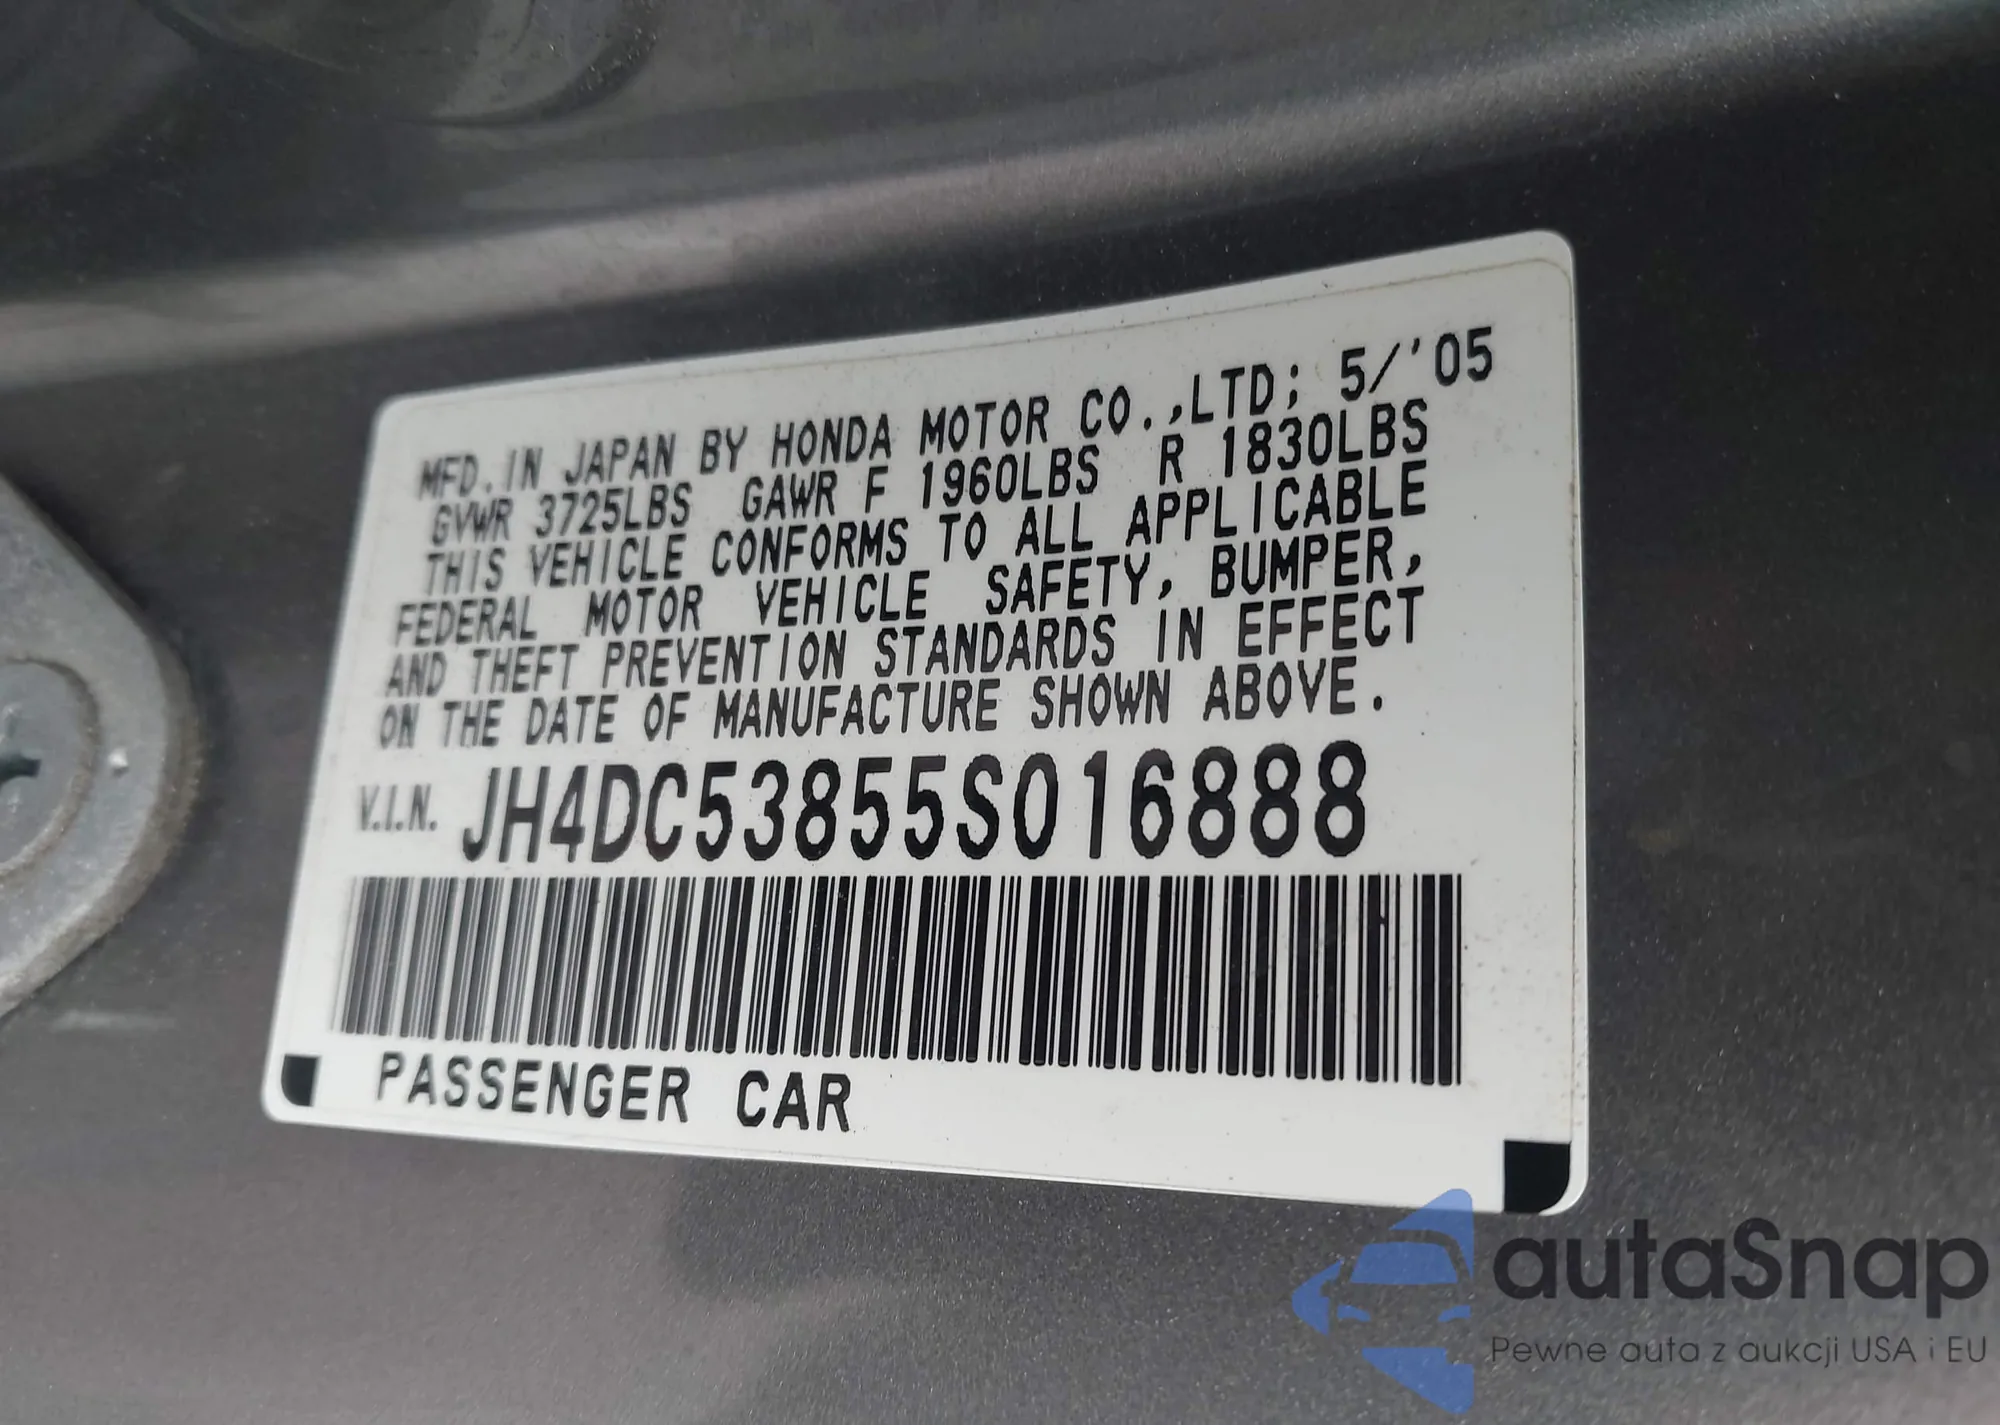 MFD. IN JAPAN BY HONDA MOTOR CO.,LTD; 5/'05
GVWR 3725LBS GAWR F 1960LBS R 1830LBS
THIS VEHICLE CONFORMS TO ALL APPLICABLE
FEDERAL MOTOR VEHICLE SAFETY, BUMPER,
AND THEFT PREVENTION STANDARDS IN EFFECT
ON THE DATE OF MANUFACTURE SHOWN ABOVE.
V.I.N. JH4DC53855S016888
PASSENGER CAR
autaSnap
Pewne auta z aukcji USA i EU